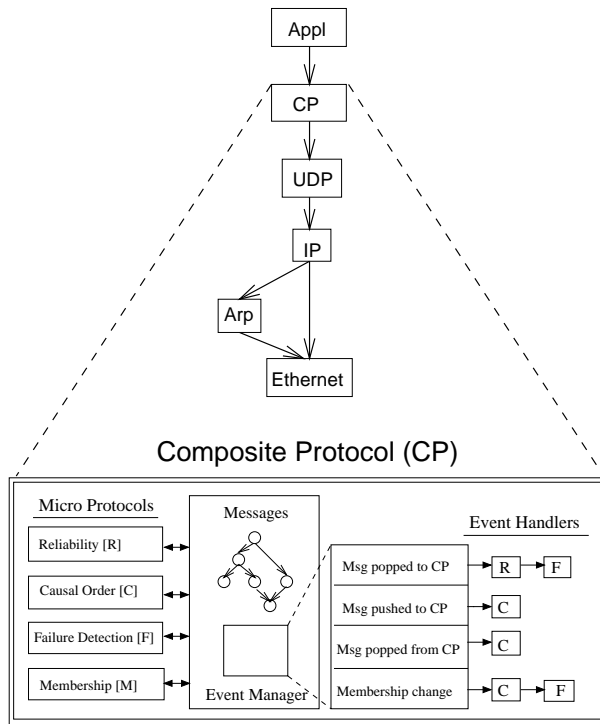 Appl
CP
UDP
IP
Arp
Ethernet
Composite Protocol (CP)
Micro Protocols
Messages
Event Handlers
Reliability [R]
Causal Order [C]
Failure Detection [F]
Membership [M]
Event Manager
Msg popped to CP
R
F
Msg pushed to CP
C
Msg popped from CP
C
Membership change
C
F